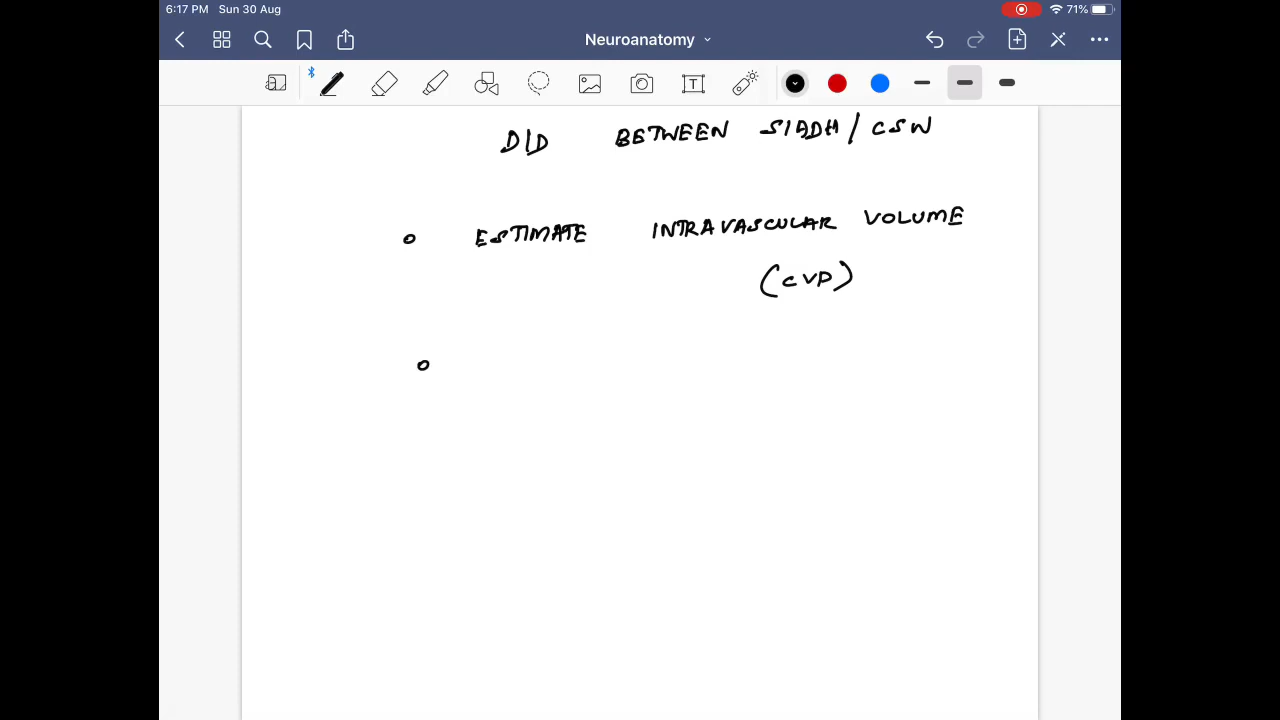 6:17 PM Sun 30 Aug 71%
Neuroanatomy
T
D/D BETWEEN SIADH / CSW
ESTIMATE INTRAVASCULAR VOLUME
(CVP)